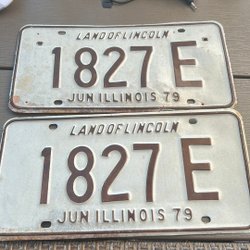 LAND OF LINCOLN
1827 E
JUN ILLINOIS 79
LAND OF LINCOLN
1827 E
JUN ILLINOIS 79